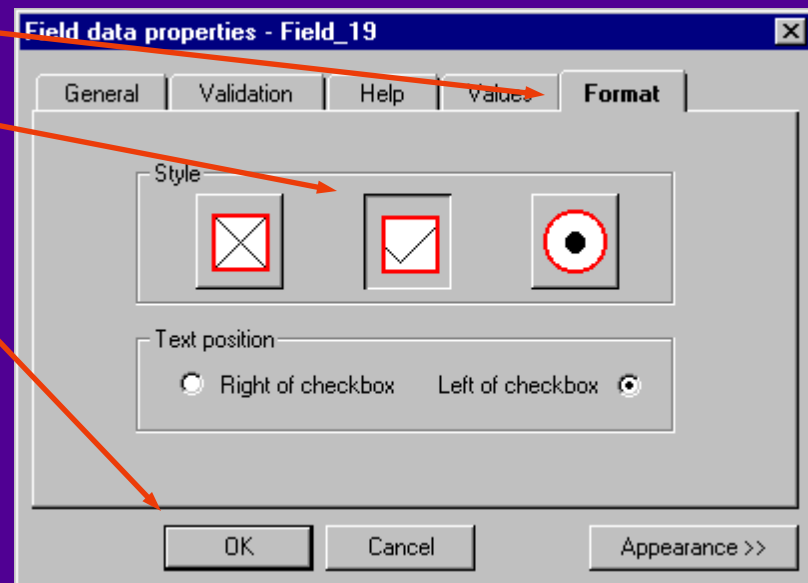 Field data properties - Field_19
General Validation Help Values Format
Style
Text position
Right of checkbox Left of checkbox
OK Cancel Appearance >>